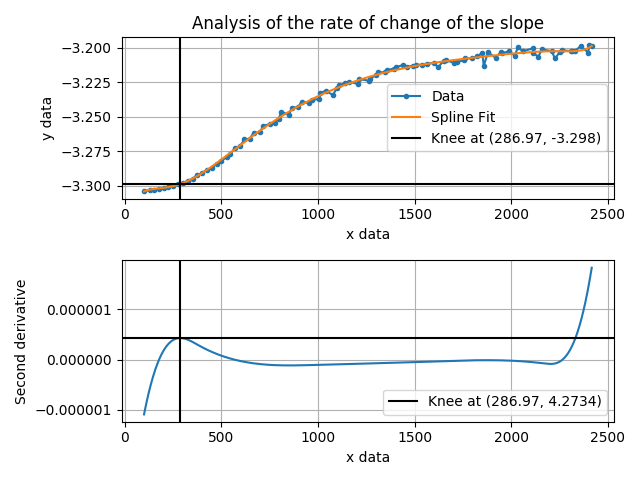 Analysis of the rate of change of the slope
−3.200
−3.225
−3.250
−3.275
−3.300
y data
Data
Spline Fit
Knee at (286.97, -3.298)
0
500
1000
1500
2000
2500
x data
0.000001
0.000000
−0.000001
Second derivative
Knee at (286.97, 4.2734)
0
500
1000
1500
2000
2500
x data